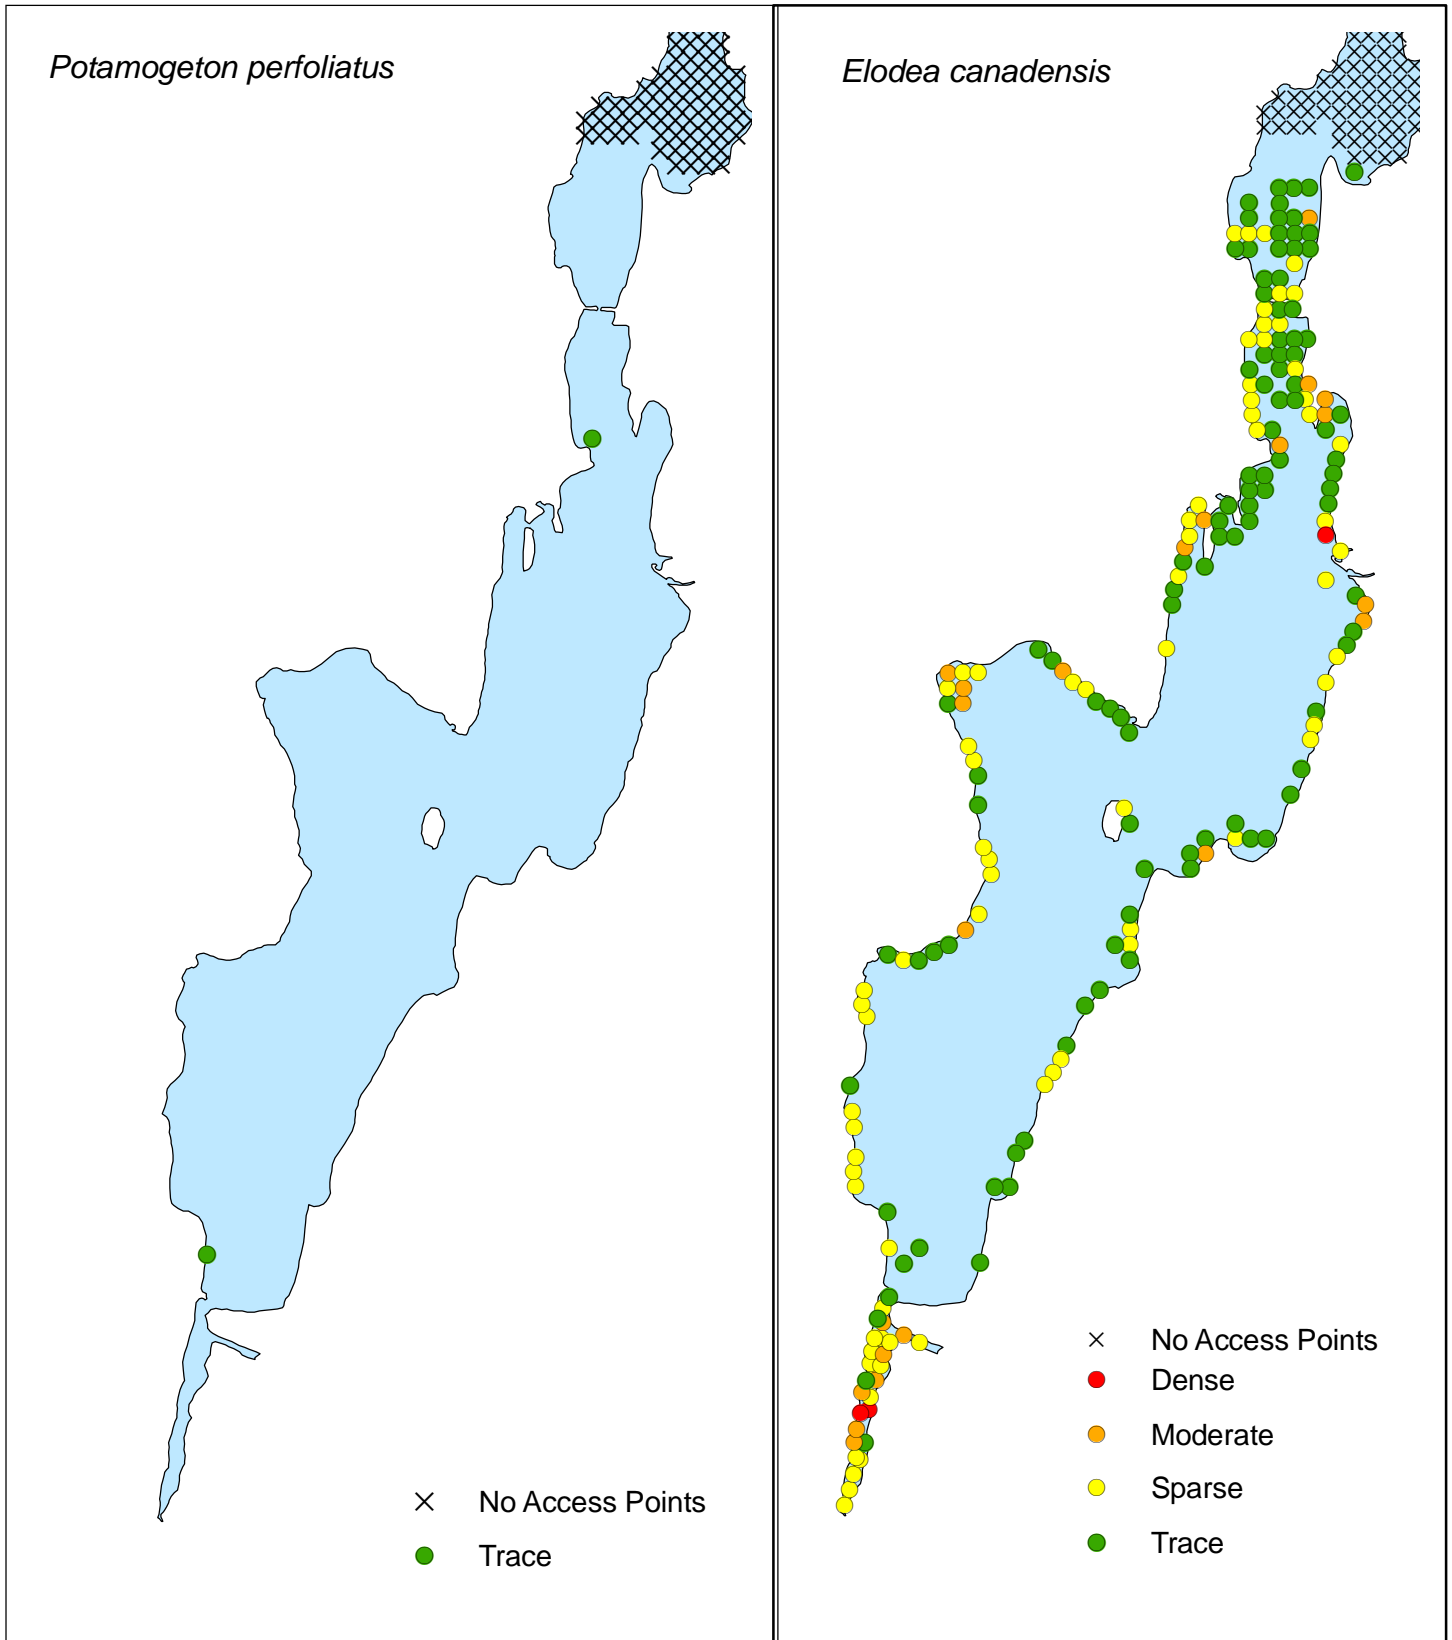 Potamogeton perfoliatus
No Access Points
Trace
Elodea canadensis
No Access Points
Dense
Moderate
Sparse
Trace